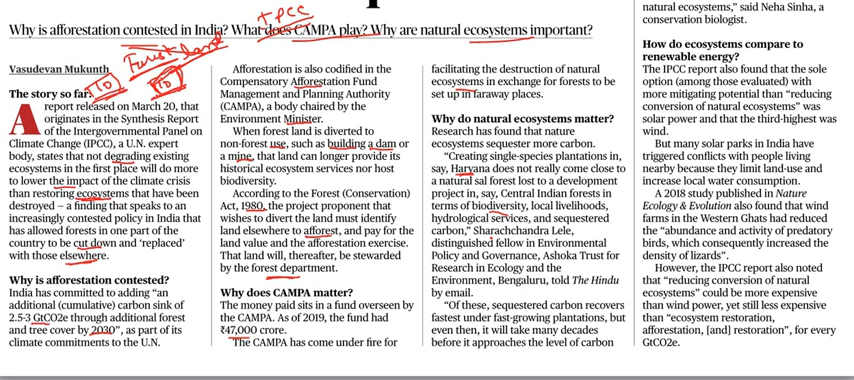 IPCC
Why is afforestation contested in India? What does CAMPA play? Why are natural ecosystems important?
Forest land
10
10
Vasudevan Mukunth
The story so far:
A report released on March 20, that
originates in the Synthesis Report
of the Intergovernmental Panel on
Climate Change (IPCC), a U.N. expert
body, states that not degrading existing
ecosystems in the first place will do more
to lower the impact of the climate crisis
than restoring ecosystems that have been
destroyed – a finding that speaks to an
increasingly contested policy in India that
has allowed forests in one part of the
country to be cut down and ‘replaced’
with those elsewhere.
Why is afforestation contested?
India has committed to adding “an
additional (cumulative) carbon sink of
2.5-3 GtCO2e through additional forest
and tree cover by 2030”, as part of its
climate commitments to the U.N.
Afforestation is also codified in the
Compensatory Afforestation Fund
Management and Planning Authority
(CAMPA), a body chaired by the
Environment Minister.
When forest land is diverted to
non-forest use, such as building a dam or
a mine, that land can longer provide its
historical ecosystem services nor host
biodiversity.
According to the Forest (Conservation)
Act, 1980, the project proponent that
wishes to divert the land must identify
land elsewhere to afforest, and pay for the
land value and the afforestation exercise.
That land will, thereafter, be stewarded
by the forest department.
Why does CAMPA matter?
The money paid sits in a fund overseen by
the CAMPA. As of 2019, the fund had
₹47,000 crore.
The CAMPA has come under fire for
facilitating the destruction of natural
ecosystems in exchange for forests to be
set up in faraway places.
Why do natural ecosystems matter?
Research has found that nature
ecosystems sequester more carbon.
“Creating single-species plantations in,
say, Haryana does not really come close to
a natural sal forest lost to a development
project in, say, Central Indian forests in
terms of biodiversity, local livelihoods,
hydrological services, and sequestered
carbon,” Sharachchandra Lele,
distinguished fellow in Environmental
Policy and Governance, Ashoka Trust for
Research in Ecology and the
Environment, Bengaluru, told The Hindu
by email.
“Of these, sequestered carbon recovers
fastest under fast-growing plantations, but
even then, it will take many decades
before it approaches the level of carbon
natural ecosystems,” said Neha Sinha, a
conservation biologist.
How do ecosystems compare to
renewable energy?
The IPCC report also found that the sole
option (among those evaluated) with
more mitigating potential than “reducing
conversion of natural ecosystems” was
solar power and that the third-highest was
wind.
But many solar parks in India have
triggered conflicts with people living
nearby because they limit land-use and
increase local water consumption.
A 2018 study published in Nature
Ecology & Evolution also found that wind
farms in the Western Ghats had reduced
the “abundance and activity of predatory
birds, which consequently increased the
density of lizards”.
However, the IPCC report also noted
that “reducing conversion of natural
ecosystems” could be more expensive
than wind power, yet still less expensive
than “ecosystem restoration,
afforestation, [and] restoration”, for every
GtCO2e.